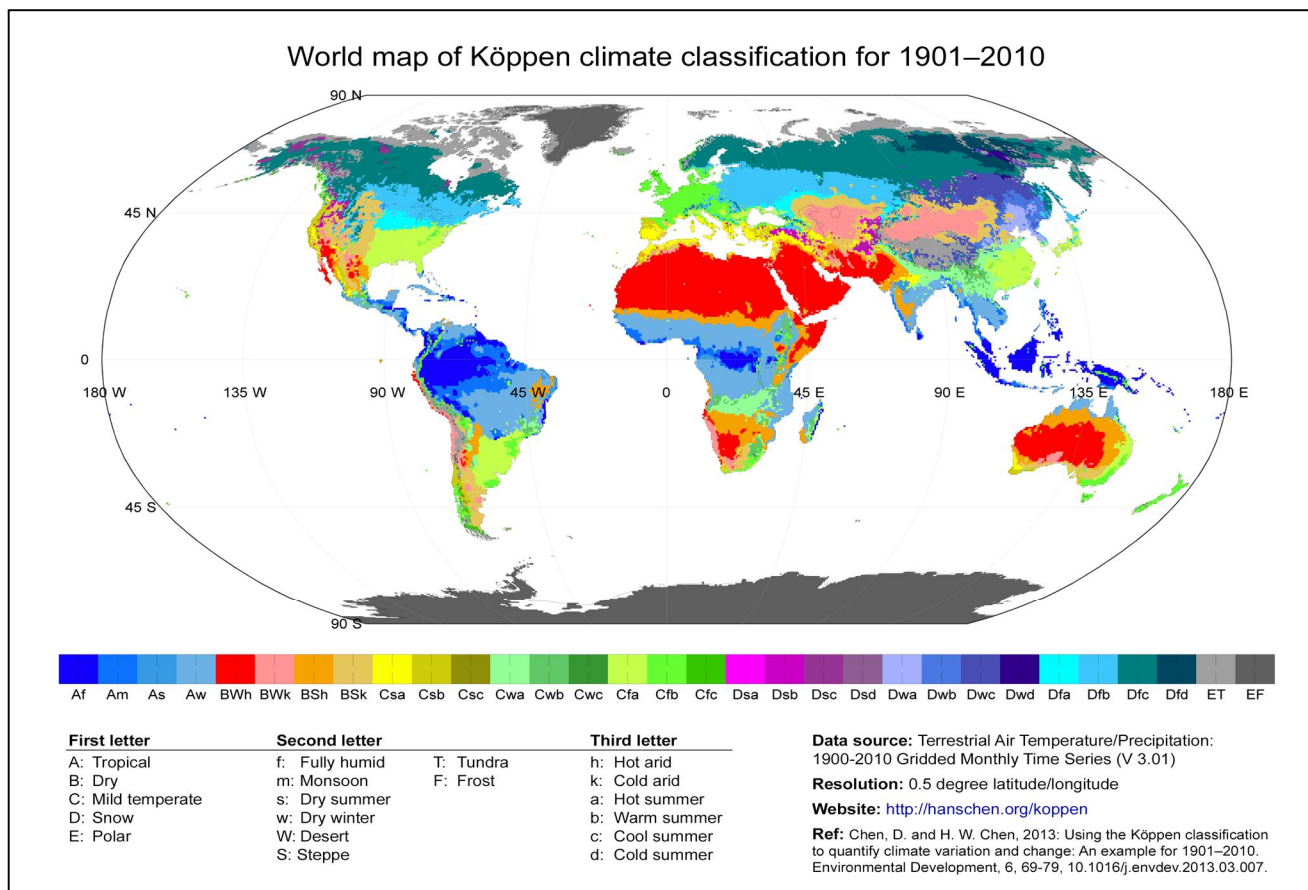 World map of Köppen climate classification for 1901–2010
90 N
45 N
0
180 W
135 W
90 W
45 W
0
45 E
90 E
135 E
180 E
45 S
90 S
Af Am As Aw BWh BWk BSh BSk Csa Csb Csc Cwa Cwb Cwc Cfa Cfb Cfc Dsa Dsb Dsc Dsd Dwa Dwb Dwc Dwd Dfa Dfb Dfc Dfd ET EF
First letter
A: Tropical
B: Dry
C: Mild temperate
D: Snow
E: Polar
Second letter
f: Fully humid
m: Monsoon
s: Dry summer
w: Dry winter
W: Desert
S: Steppe
T: Tundra
F: Frost
Third letter
h: Hot arid
k: Cold arid
a: Hot summer
b: Warm summer
c: Cool summer
d: Cold summer
Data source: Terrestrial Air Temperature/Precipitation:
1900-2010 Gridded Monthly Time Series (V 3.01)
Resolution: 0.5 degree latitude/longitude
Website: http://hanschen.org/koppen
Ref: Chen, D. and H. W. Chen, 2013: Using the Köppen classification
to quantify climate variation and change: An example for 1901–2010.
Environmental Development, 6, 69-79, 10.1016/j.envdev.2013.03.007.